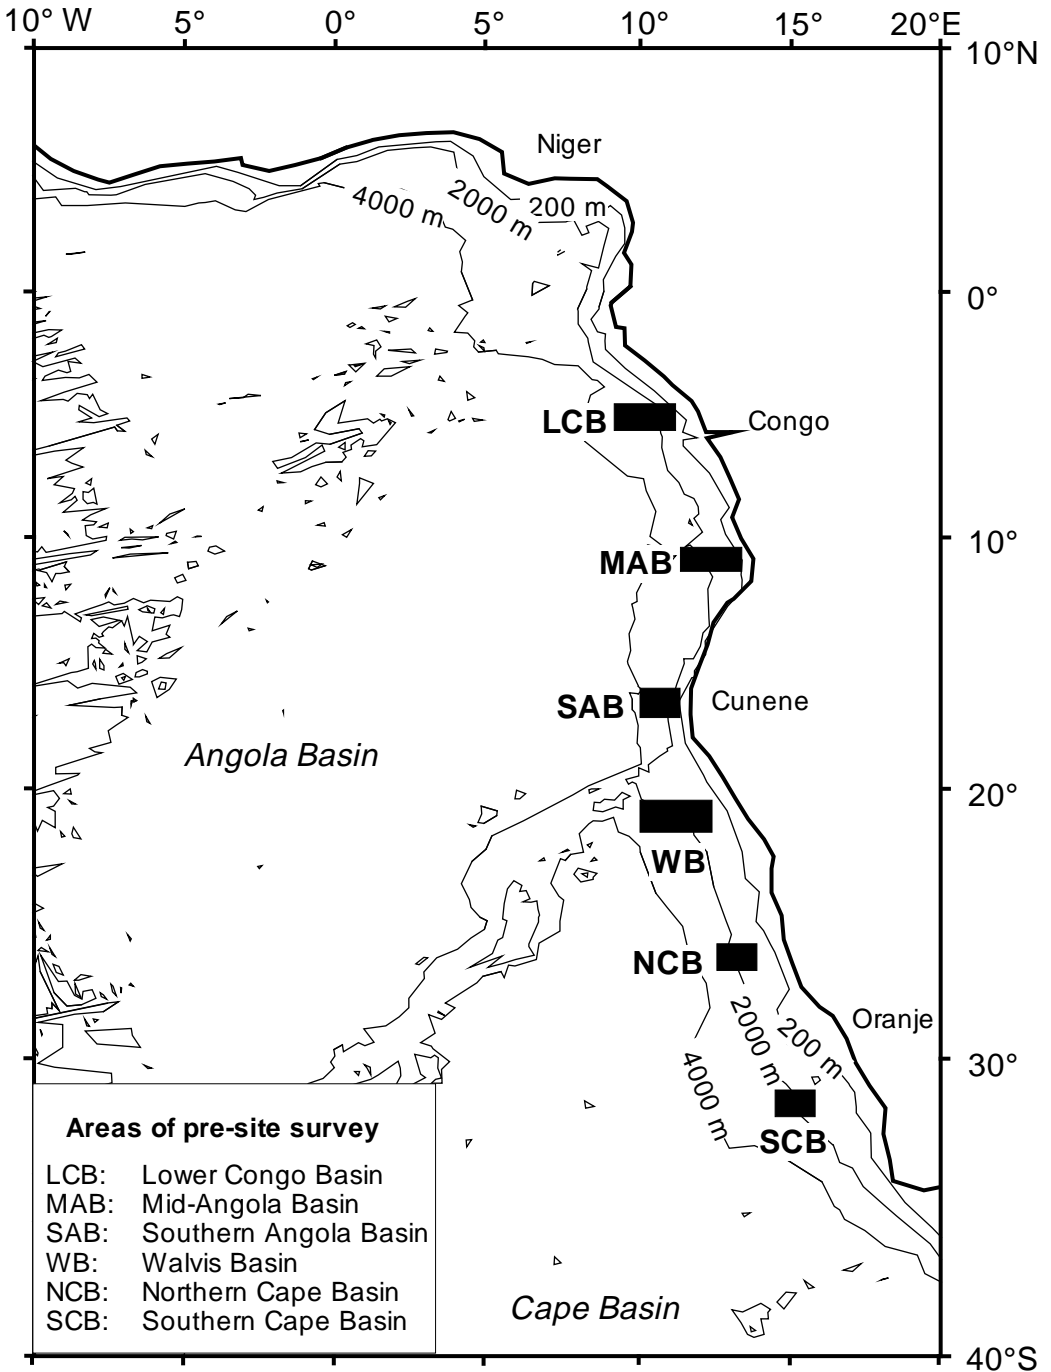 10° W 5° 0° 5° 10° 15° 20°E
10°N
Niger
4000 m 2000 m 200 m
0°
LCB Congo
10°
MAB
SAB Cunene
Angola Basin
20°
WB
NCB
2000 m 200 m Oranje
4000 m
30°
SCB
Areas of pre-site survey
LCB: Lower Congo Basin
MAB: Mid-Angola Basin
SAB: Southern Angola Basin
WB: Walvis Basin
NCB: Northern Cape Basin
SCB: Southern Cape Basin
Cape Basin
40°S